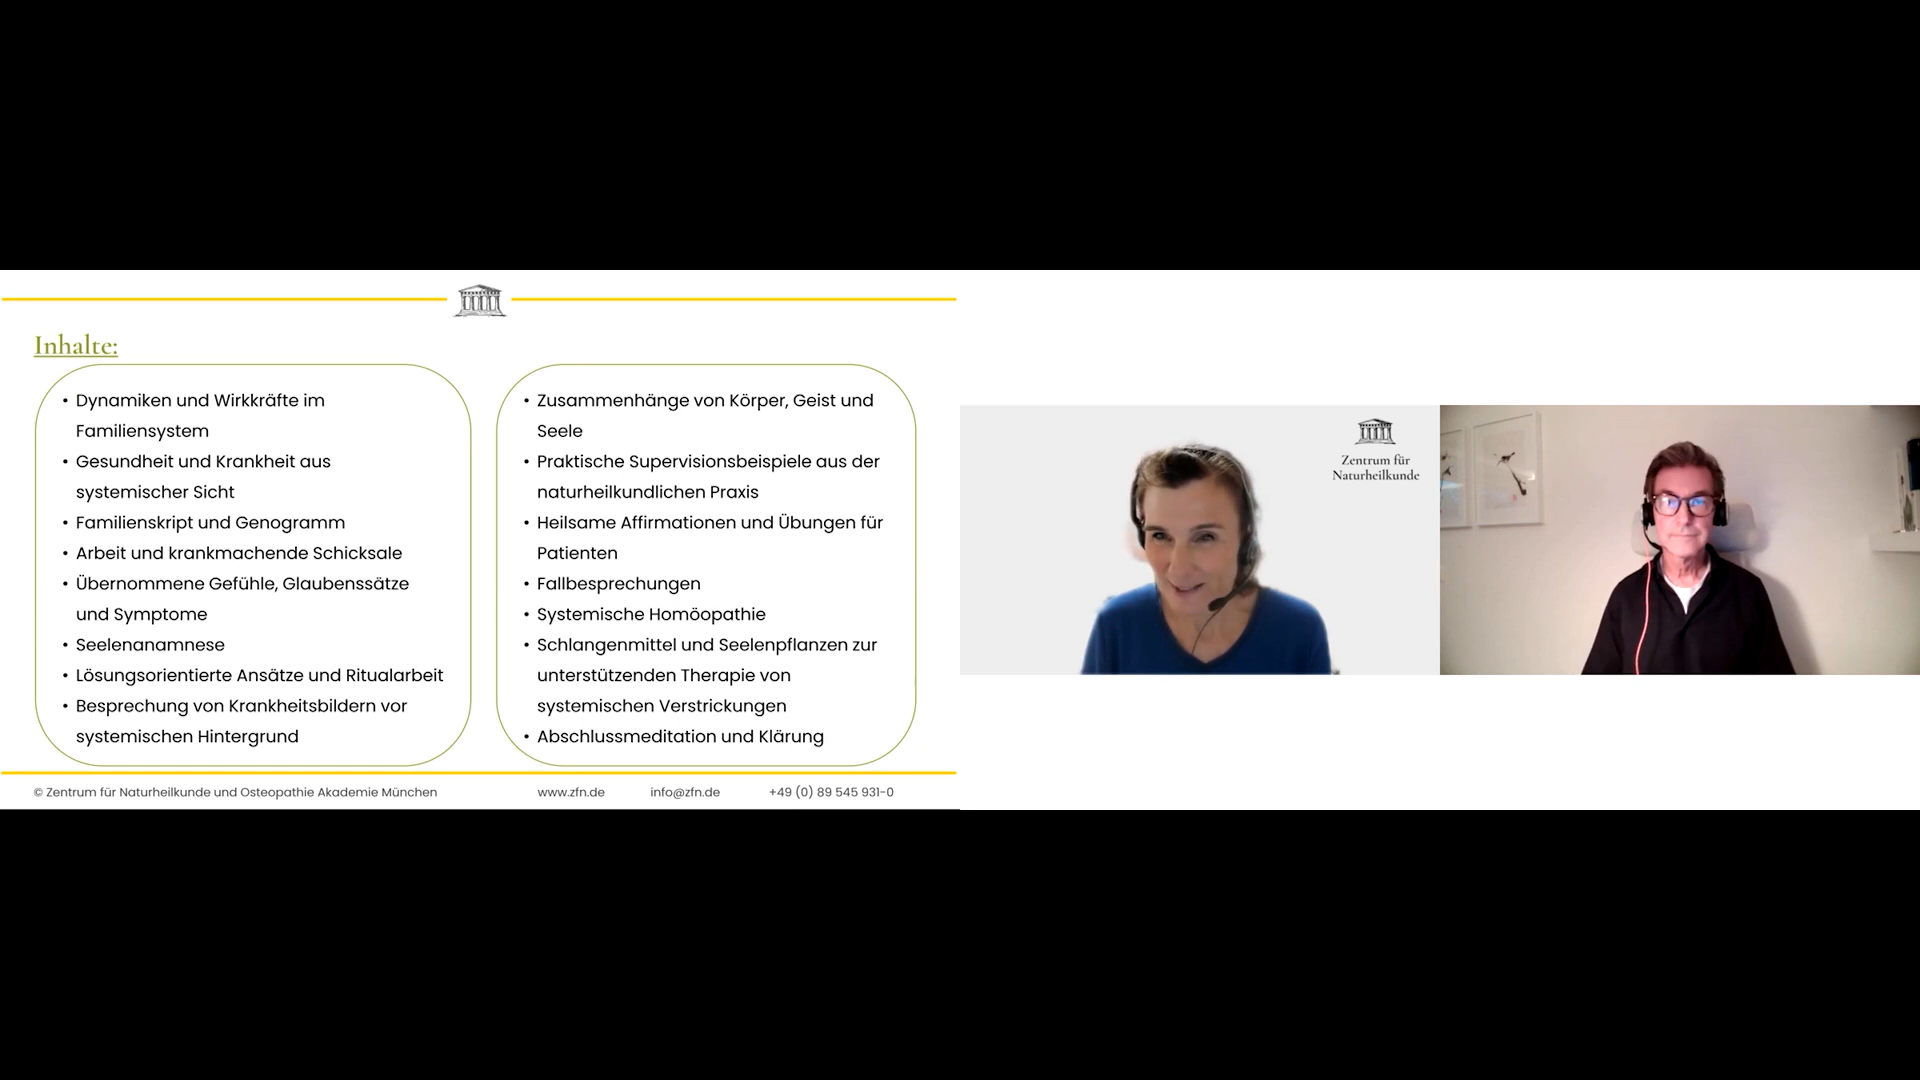 Inhalte:
• Dynamiken und Wirkkräfte im
Familiensystem
• Gesundheit und Krankheit aus
systemischer Sicht
• Familienskript und Genogramm
• Arbeit und krankmachende Schicksale
• Übernommene Gefühle, Glaubenssätze
und Symptome
• Seelenanamnese
• Lösungsorientierte Ansätze und Ritualarbeit
• Besprechung von Krankheitsbildern vor
systemischen Hintergrund
• Zusammenhänge von Körper, Geist und
Seele
• Praktische Supervisionsbeispiele aus der
naturheilkundlichen Praxis
• Heilsame Affirmationen und Übungen für
Patienten
• Fallbesprechungen
• Systemische Homöopathie
• Schlangenmittel und Seelenpflanzen zur
unterstützenden Therapie von
systemischen Verstrickungen
• Abschlussmeditation und Klärung
© Zentrum für Naturheilkunde und Osteopathie Akademie München www.zfn.de info@zfn.de +49 (0) 89 545 931-0
Zentrum für
Naturheilkunde